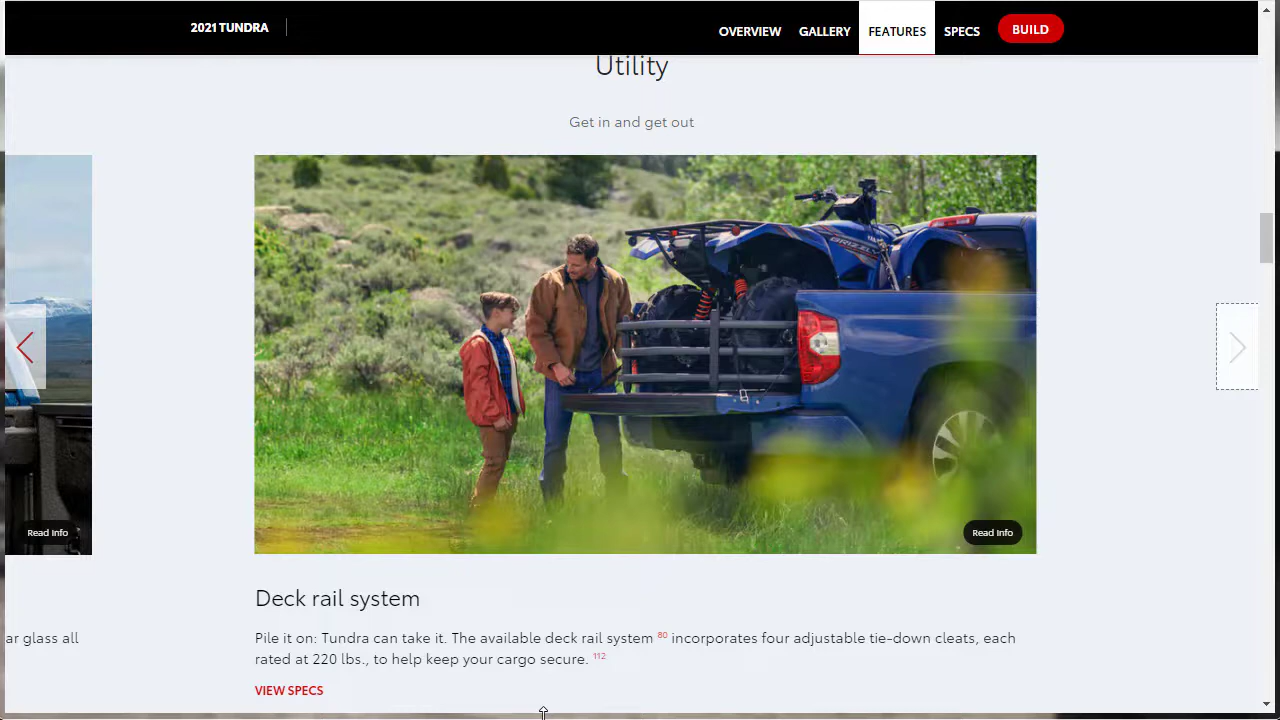 2021 TUNDRA
OVERVIEW
GALLERY
FEATURES
SPECS
BUILD
Utility
Get in and get out
GRIZZLY
Read Info
Read Info
Deck rail system
ar glass all
Pile it on: Tundra can take it. The available deck rail system 80 incorporates four adjustable tie-down cleats, each
rated at 220 lbs., to help keep your cargo secure. 112
VIEW SPECS